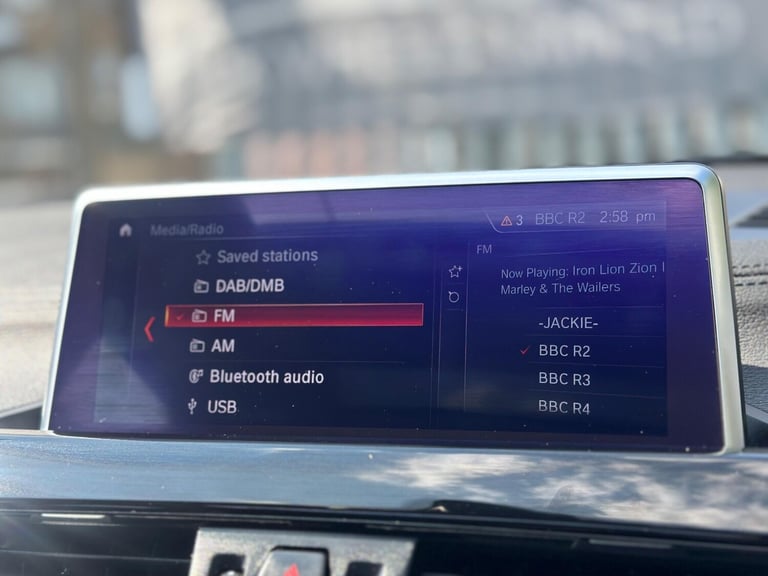 Media/Radio
Saved stations
DAB/DMB
FM
AM
Bluetooth audio
USB
3 BBC R2 2:58 pm
FM
Now Playing: Iron Lion Zion
Marley & The Wailers
-JACKIE-
BBC R2
BBC R3
BBC R4